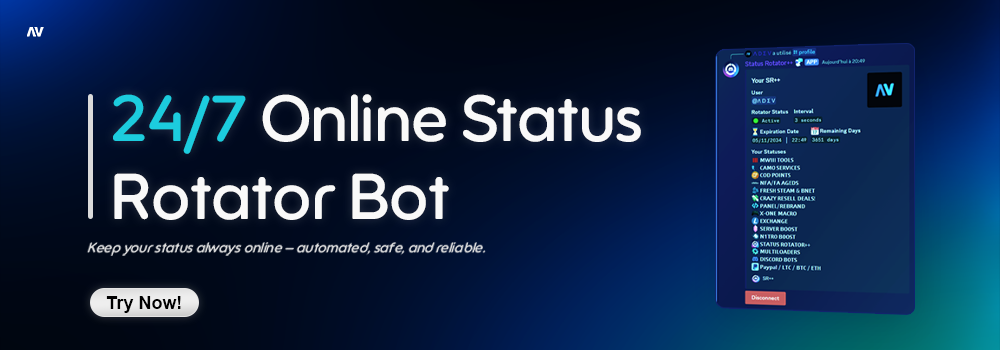 AV
24/7 Online Status
Rotator Bot
Keep your status always online – automated, safe, and reliable.
Try Now!
ADIV a utilisé profile
Status Rotator++ APP Aujourd'hui à 20:49
Your SR++
AV
User
@ADIV
Rotator Status Interval
Active 3 seconds
Expiration Date Remaining Days
05/11/2034 | 22:49 3651 days
Your Statuses
MWIII TOOLS
CAMO SERVICES
COD POINTS
NFA/FA AGEDS
FRESH STEAM & BNET
CRAZY RESELL DEALS!
PANEL/REBRAND
X-ONE MACRO
EXCHANGE
SERVER BOOST
N1TRO B00ST
STATUS ROTATOR++
MULTILOADERS
DISCORD BOTS
Paypal / LTC / BTC / ETH
SR++
Disconnect